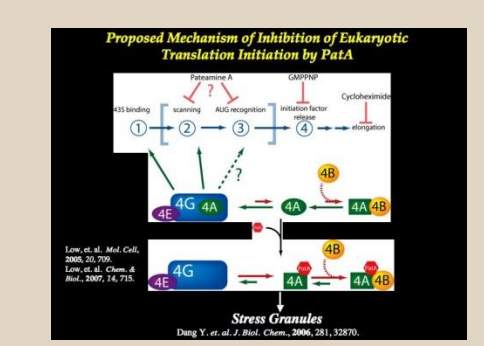 Proposed Mechanism of Inhibition of Eukaryotic
Translation Initiation by PatA
Pateamine A
GMPPNP
?
Cycloheximide
43S binding
scanning
AUG recognition
initiation factor
release
elongation
1
2
3
4
?
4B
4G
4A
4E
4A
4A 4B
PatA
Low, et. al. Mol. Cell,
2005, 20, 709.
Low, et. al. Chem. &
Biol., 2007, 14, 715.
4B
4G
4E
PatA
4A
PatA
4A 4B
Stress Granules
Dang Y. et. al. J. Biol. Chem., 2006, 281, 32870.